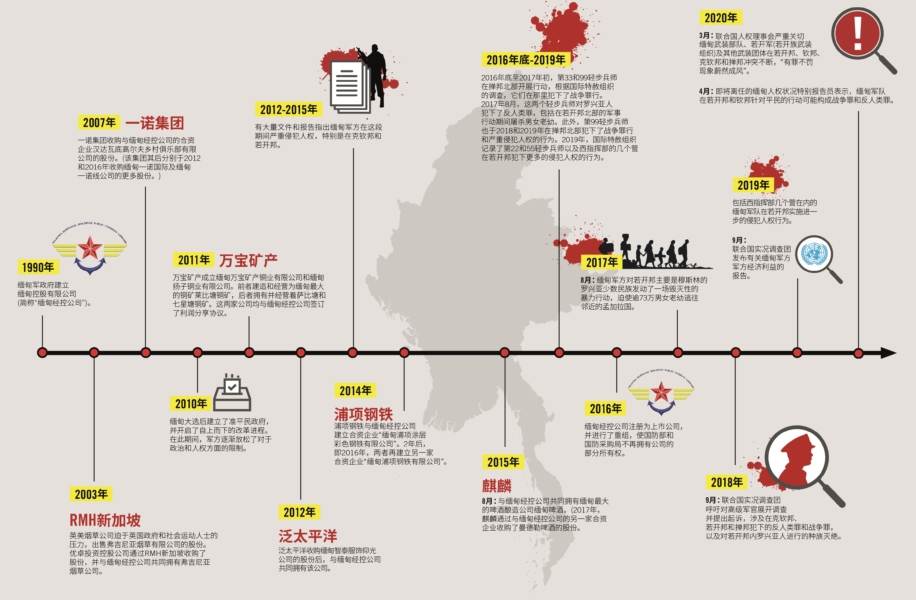 1990年
缅甸军政府建立
缅甸控股有限公司
(简称“缅甸经控公司”)。
2003年
RMH新加坡
英美烟草公司迫于英国政府和社会运动人士的
压力，出售弗吉尼亚烟草有限公司的股份。
优卓投资控股公司通过RMH新加坡收购了
股份，并与缅甸经控公司共同拥有弗吉尼亚
烟草公司。
2007年 一诺集团
一诺集团收购与缅甸经控公司的合资
企业汉达瓦底高尔夫乡村俱乐部有限
公司的股份。(该集团其后分别于2012
和2016年收购缅甸一诺国际及缅甸
一诺线公司的更多股份。)
2010年
缅甸大选后建立了准平民政府，
并开启了自上而下的改革进程。
在此期间，军方逐渐放松了对于
政治和人权方面的限制。
2011年 万宝矿产
万宝矿产成立缅甸万宝矿产铜业有限公司和缅甸
扬子铜业有限公司。前者建造和经营为缅甸最大
的铜矿莱比塘铜矿，后者拥有并经营着萨比塘和
七星塘铜矿。这两家公司均与缅甸经控公司签订
了利润分享协议。
2012年
泛太平洋
泛太平洋收购缅甸智泰服饰仰光
公司的股份后，与缅甸经控公司
共同拥有该公司。
2012-2015年
有大量文件和报告指出缅甸军方在这段
期间严重侵犯人权，特别是在克钦邦和
若开邦。
2014年
浦项钢铁
浦项钢铁与缅甸经控公司
建立合资企业“缅甸浦项涂层
彩色钢铁有限公司”。2年后，
即2016年，两者再建立另一家
合资企业“缅甸浦项钢铁有限公司”。
2015年
麒麟
8月：与缅甸经控公司共同拥有缅甸最大
的啤酒酿造公司缅甸啤酒。(2017年，
麒麟通过与缅甸经控公司的另一家合资
企业收购了曼德勒啤酒的股份。
2016年底-2019年
2016年底至2017年初，第33和99轻步兵师
在掸邦北部开展行动，根据国际特赦组织
的调查，它们在那里犯下了战争罪行。
2017年8月，这两个轻步兵师对罗兴亚人
犯下了反人类罪，包括在若开邦北部的军事
行动期间屠杀男女老幼。此外，第99轻步兵师
也于2018和2019年在掸邦北部犯下了战争罪行
和严重侵犯人权的行为。2019年，国际特赦组织
记录了第22和55轻步兵师以及西指挥部的几个营
在若开邦犯下更多的侵犯人权的行为。
2016年
缅甸经控公司注册为上市公司，
并进行了重组，使国防部和
国防采购局不再拥有公司的
部分所有权。
2017年
8月：缅甸军方对若开邦主要是穆斯林的
罗兴亚少数民族发动了一场毁灭性的
暴力行动，迫使逾73万男女老幼逃往
邻近的孟加拉国。
2018年
9月：联合国实况调查团
呼吁对高级军官展开调查
并提出起诉，涉及在克钦邦、
若开邦和掸邦犯下的反人类罪和战争罪，
以及对若开邦内罗兴亚人进行的种族灭绝。
2019年
包括西指挥部几个营在内的
缅甸军队在若开邦实施进一
步的侵犯人权行为。
9月：
联合国实况调查团
发布有关缅甸军方
军方经济利益的
报告。
2020年
3月：联合国人权理事会严重关切
缅甸武装部队、若开军(若开族武装
组织)及其他武装团体在若开邦、钦邦、
克钦邦和掸邦冲突不断，“有罪不罚
现象蔚然成风”。
4月：即将离任的缅甸人权状况特别报告员表示，缅甸军队
在若开邦和钦邦针对平民的行动可能构成战争罪和反人类罪。